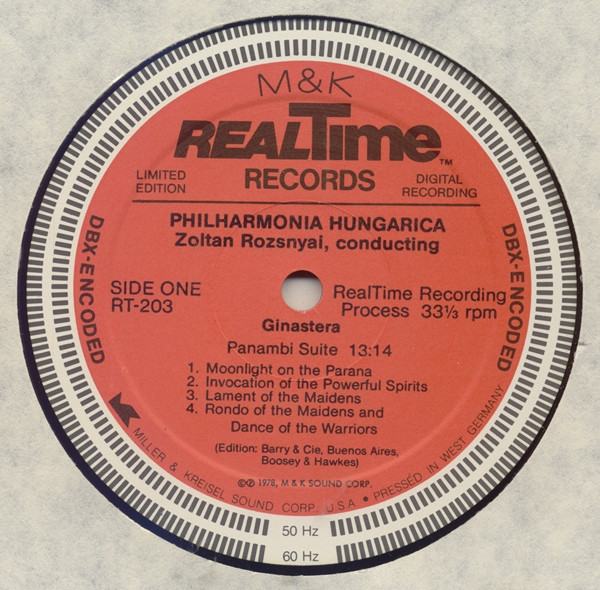 M&K
REALTime™
RECORDS
LIMITED
EDITION
DIGITAL
RECORDING
PHILHARMONIA HUNGARICA
Zoltan Rozsnyai, conducting
DBX-ENCODED
DBX-ENCODED
SIDE ONE
RT-203
RealTime Recording
Process 33⅓ rpm
Ginastera
Panambi Suite 13:14
1. Moonlight on the Parana
2. Invocation of the Powerful Spirits
3. Lament of the Maidens
4. Rondo of the Maidens and
Dance of the Warriors
(Edition: Barry & Cie, Buenos Aires,
Boosey & Hawkes)
©℗ 1978, M & K SOUND CORP.
MILLER & KREISEL SOUND CORP. U.S.A • PRESSED IN WEST GERMANY
50 Hz
60 Hz